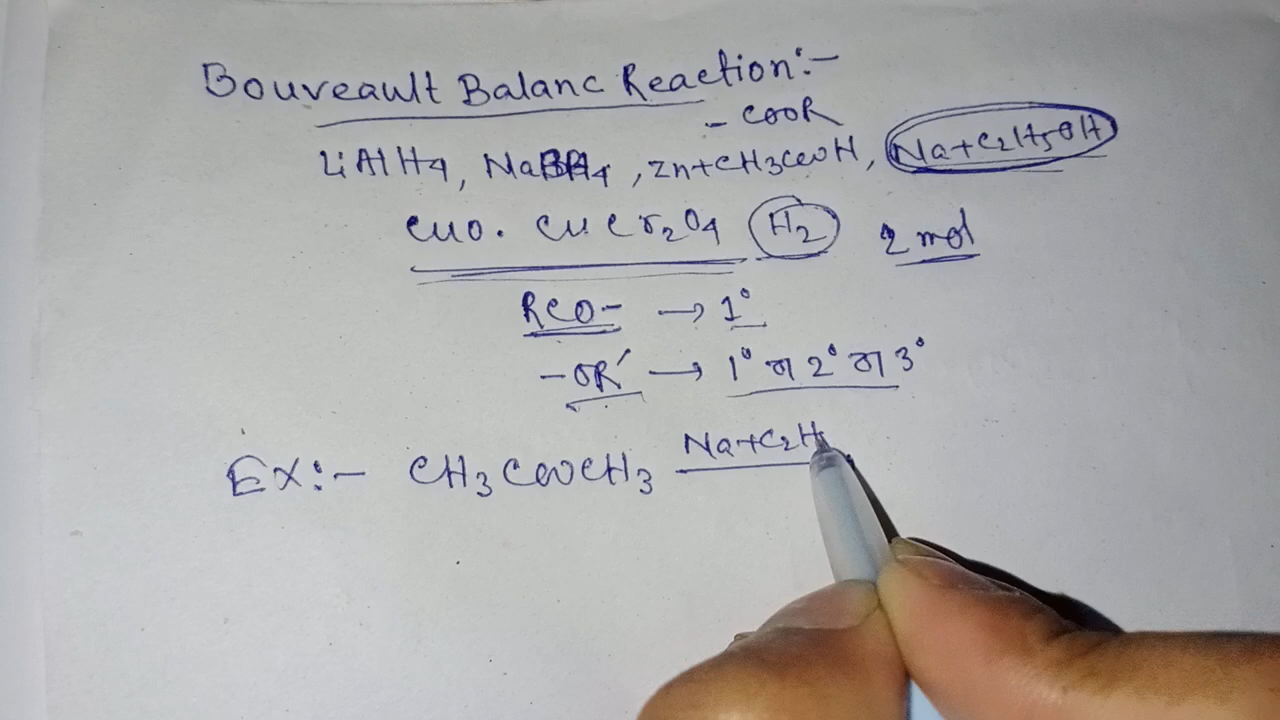 Bouveault Balanc Reaction:-
- COOR
LiAlH4, NaBH4, Zn+CH3COOH, Na+C2H5OH
CuO. CuCr2O4 H2 2 mol
RCO- → 1°
-OR' → 1° वा 2° वा 3°
EX:- CH3COOCH3 Na+C2H